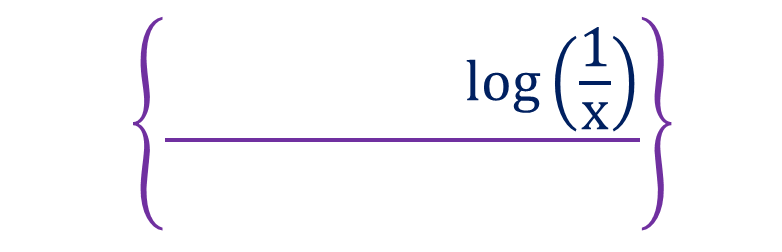 { log(1/x) }